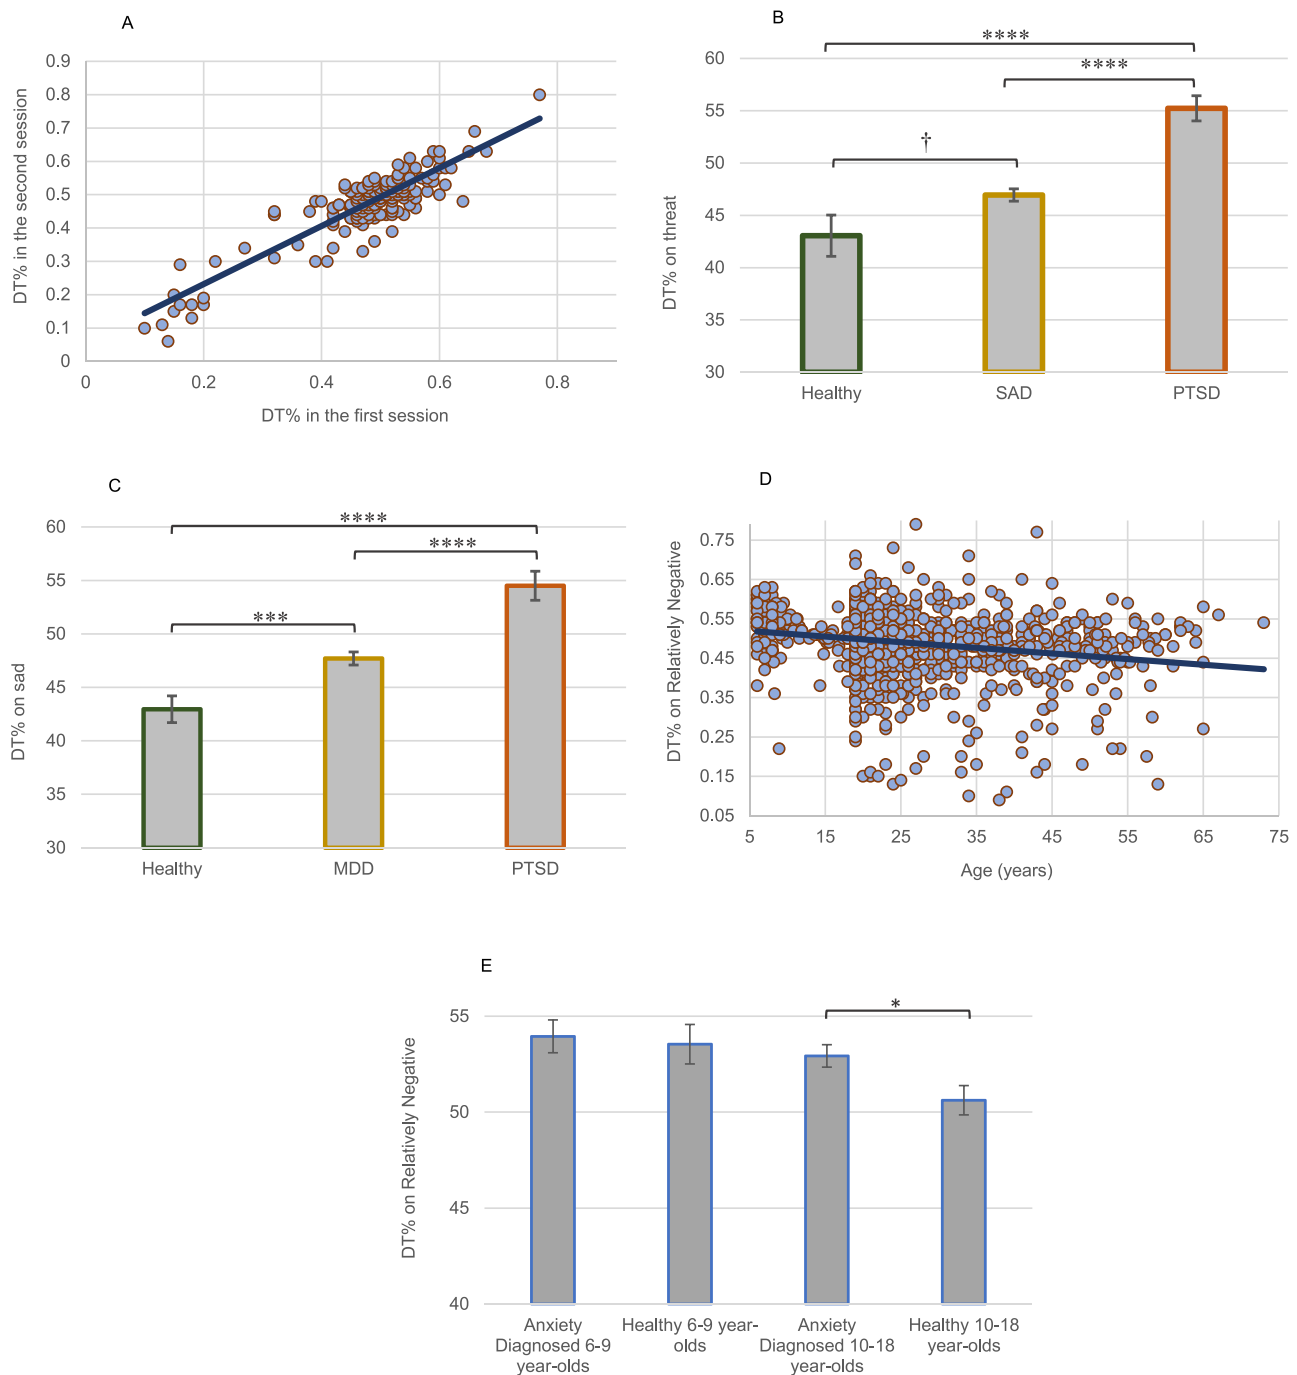 A
DT% in the second session
0.9
0.8
0.7
0.6
0.5
0.4
0.3
0.2
0.1
0
0
0.2
0.4
0.6
0.8
DT% in the first session
B
DT% on threat
60
55
50
45
40
35
30
****
****
†
Healthy
SAD
PTSD
C
DT% on sad
60
55
50
45
40
35
30
****
****
***
Healthy
MDD
PTSD
D
DT% on Relatively Negative
0.75
0.65
0.55
0.45
0.35
0.25
0.15
0.05
5
15
25
35
45
55
65
75
Age (years)
E
DT% on Relatively Negative
55
50
45
40
*
Anxiety
Diagnosed 6-9
year-olds
Healthy 6-9 year-
olds
Anxiety
Diagnosed 10-18
year-olds
Healthy 10-18
year-olds